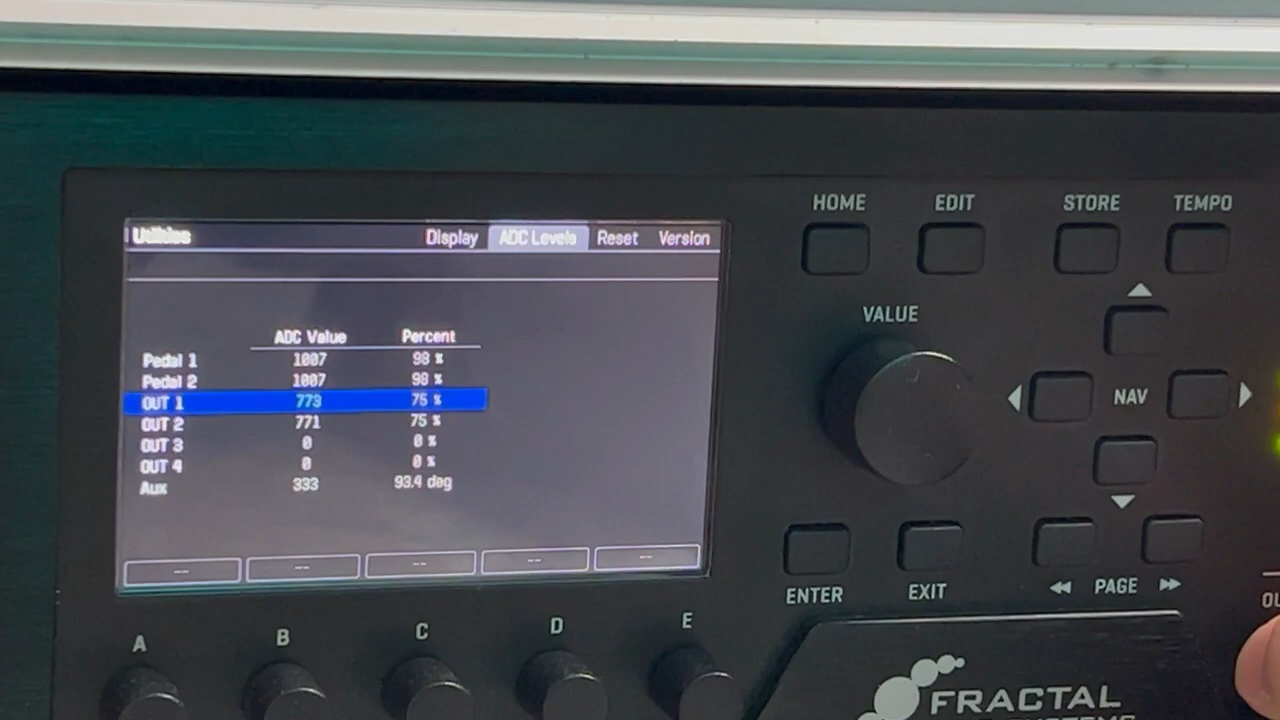 HOME EDIT STORE TEMPO
Utilities Display ADC Levels Reset Version
VALUE
ADC Value Percent
Pedal 1 1007 98 %
Pedal 2 1007 98 %
OUT 1 773 75 %
OUT 2 771 75 %
OUT 3 0 0 %
OUT 4 0 0 %
Aux 333 93.4 deg
NAV
-- -- -- -- --
ENTER EXIT PAGE
A B C D E
FRACTAL